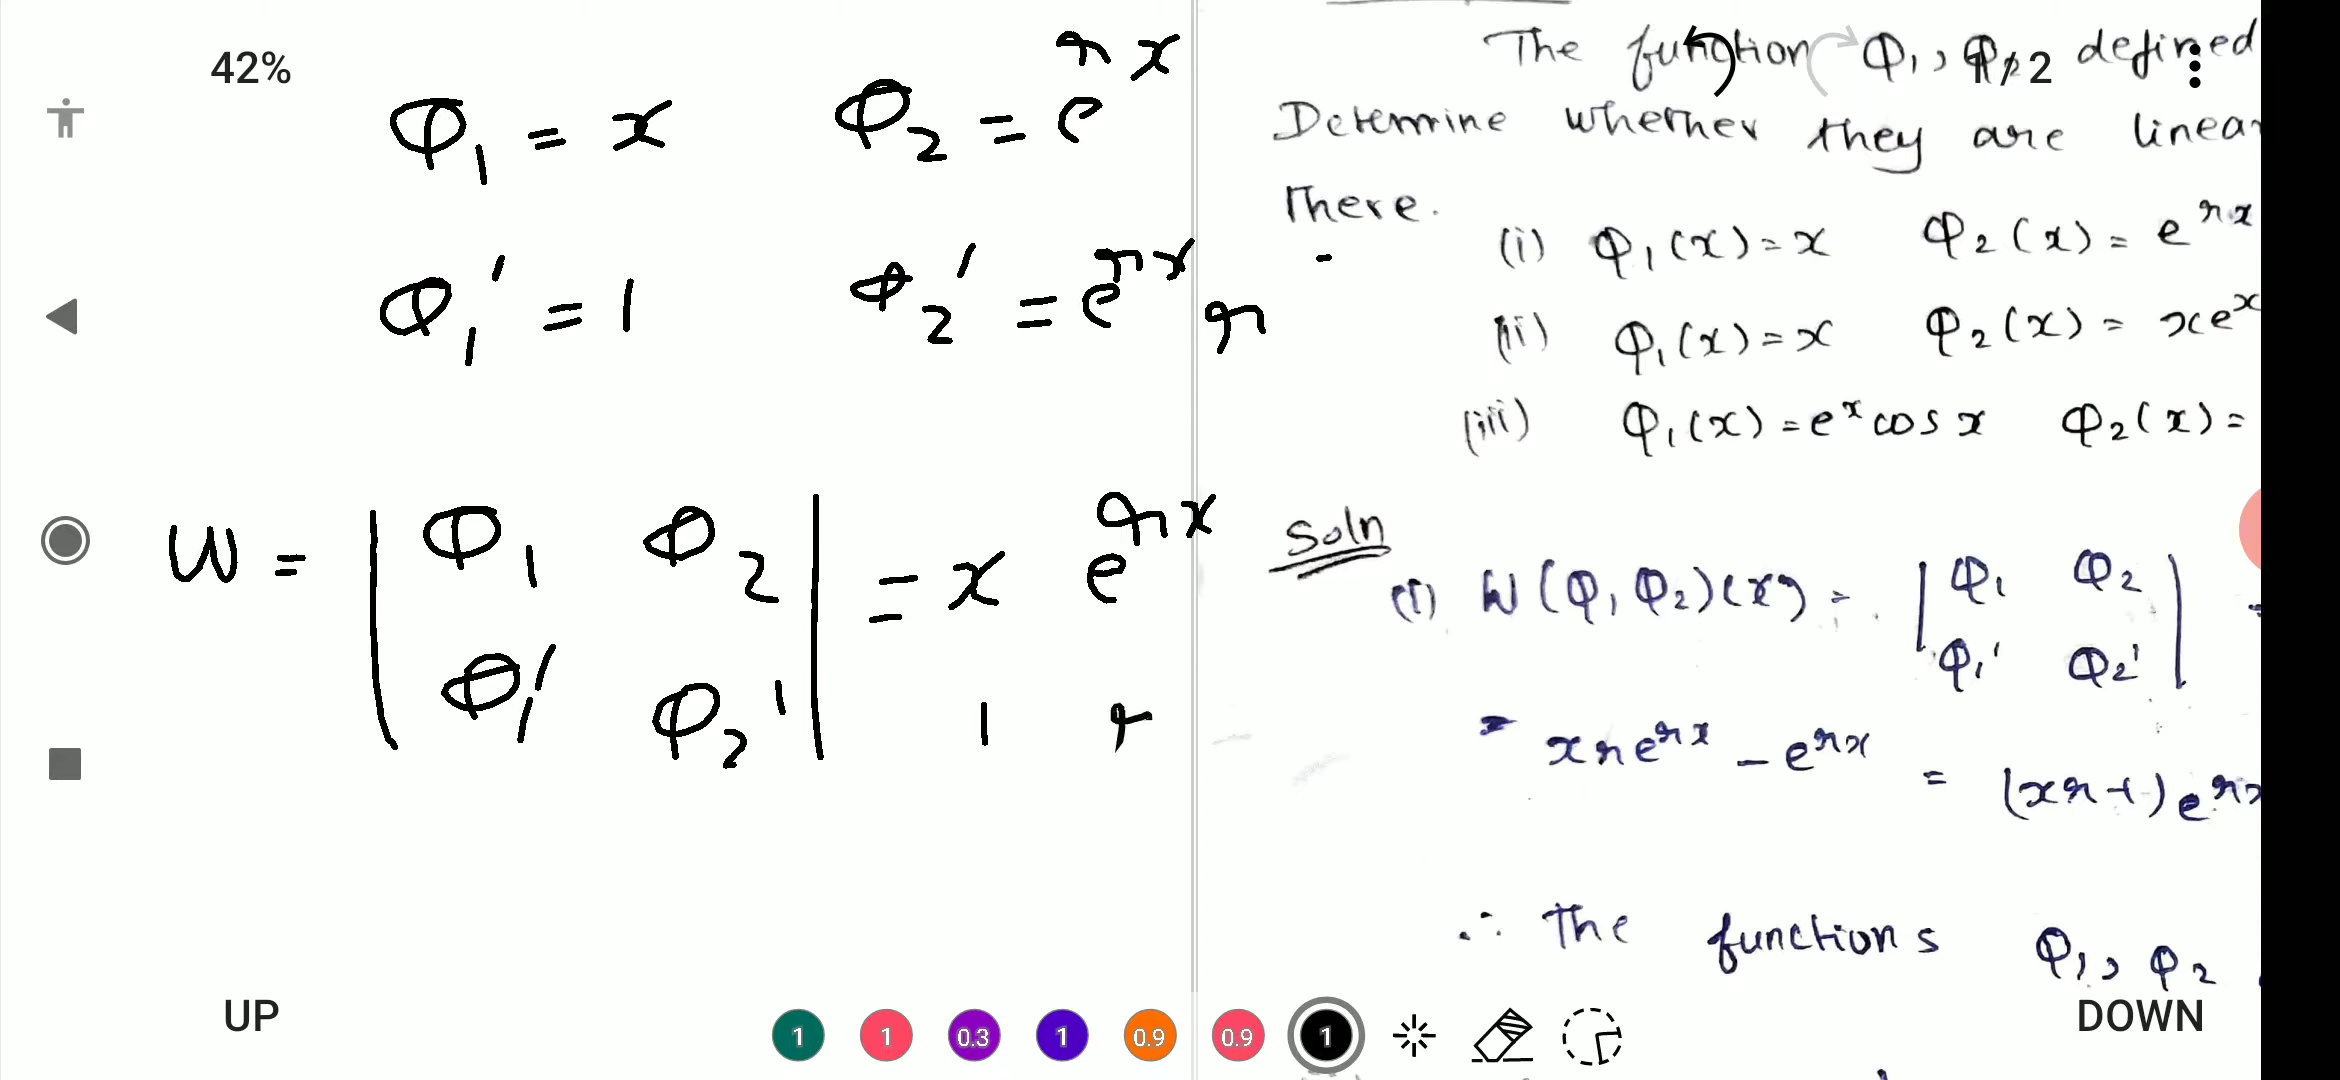 42%
Φ₁ = x Φ₂ = e^rx
Φ₁' = 1 Φ₂' = e^rx r
W = | Φ₁ Φ₂ | = x e^rx
Φ₁' Φ₂' 1 r
The function Φ₁, Φ₂ defined
1/2
Determine whether they are linear
There.
(i) Φ₁(x) = x Φ₂(x) = e^rx
(ii) Φ₁(x) = x Φ₂(x) = xe^x
(iii) Φ₁(x) = e^x cos x Φ₂(x) =
Soln
(i) W(Φ₁ Φ₂)(x) = | Φ₁ Φ₂ | =
Φ₁' Φ₂'
= x r e^rx - e^rx = (xr-1) e^rx
∴ The functions Φ₁, Φ₂
UP
1 1 0.3 1 0.9 0.9 1
DOWN